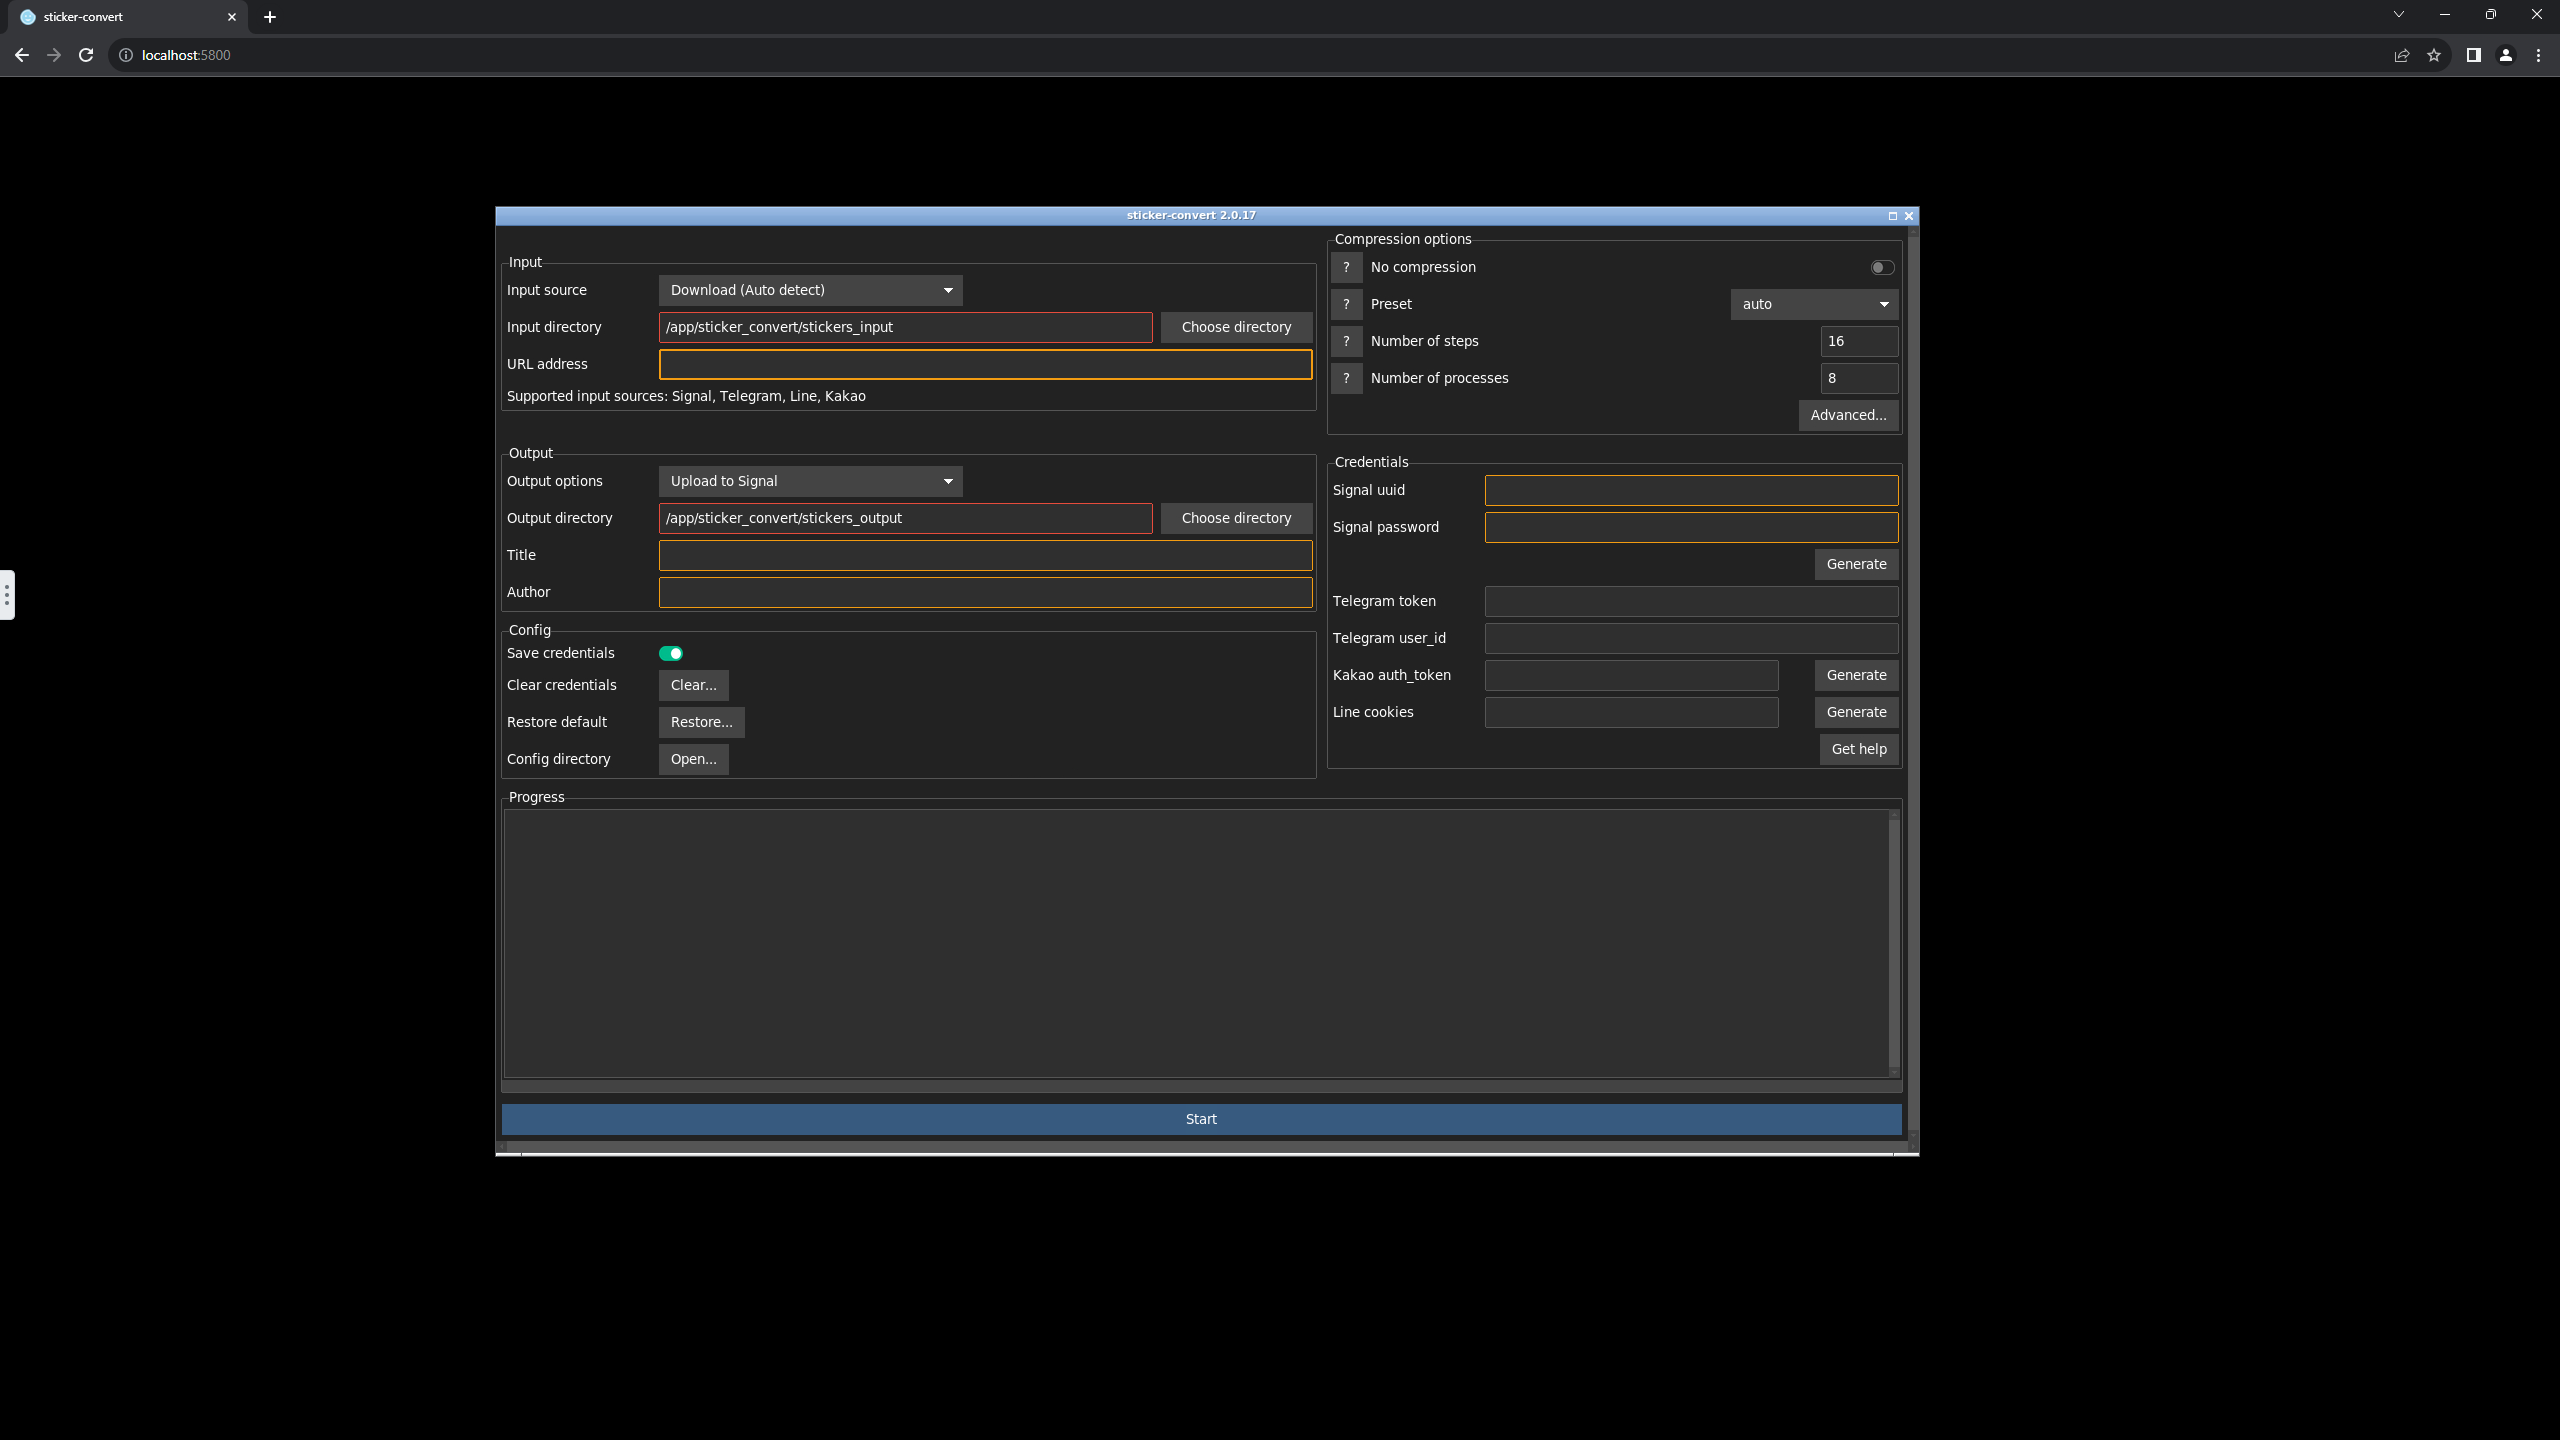 sticker-convert
localhost:5800
sticker-convert 2.0.17
Input
Input source Download (Auto detect)
Input directory /app/sticker_convert/stickers_input Choose directory
URL address
Supported input sources: Signal, Telegram, Line, Kakao
Output
Output options Upload to Signal
Output directory /app/sticker_convert/stickers_output Choose directory
Title
Author
Config
Save credentials
Clear credentials Clear...
Restore default Restore...
Config directory Open...
Compression options
? No compression
? Preset auto
? Number of steps 16
? Number of processes 8
Advanced...
Credentials
Signal uuid
Signal password
Generate
Telegram token
Telegram user_id
Kakao auth_token Generate
Line cookies Generate
Get help
Progress
Start